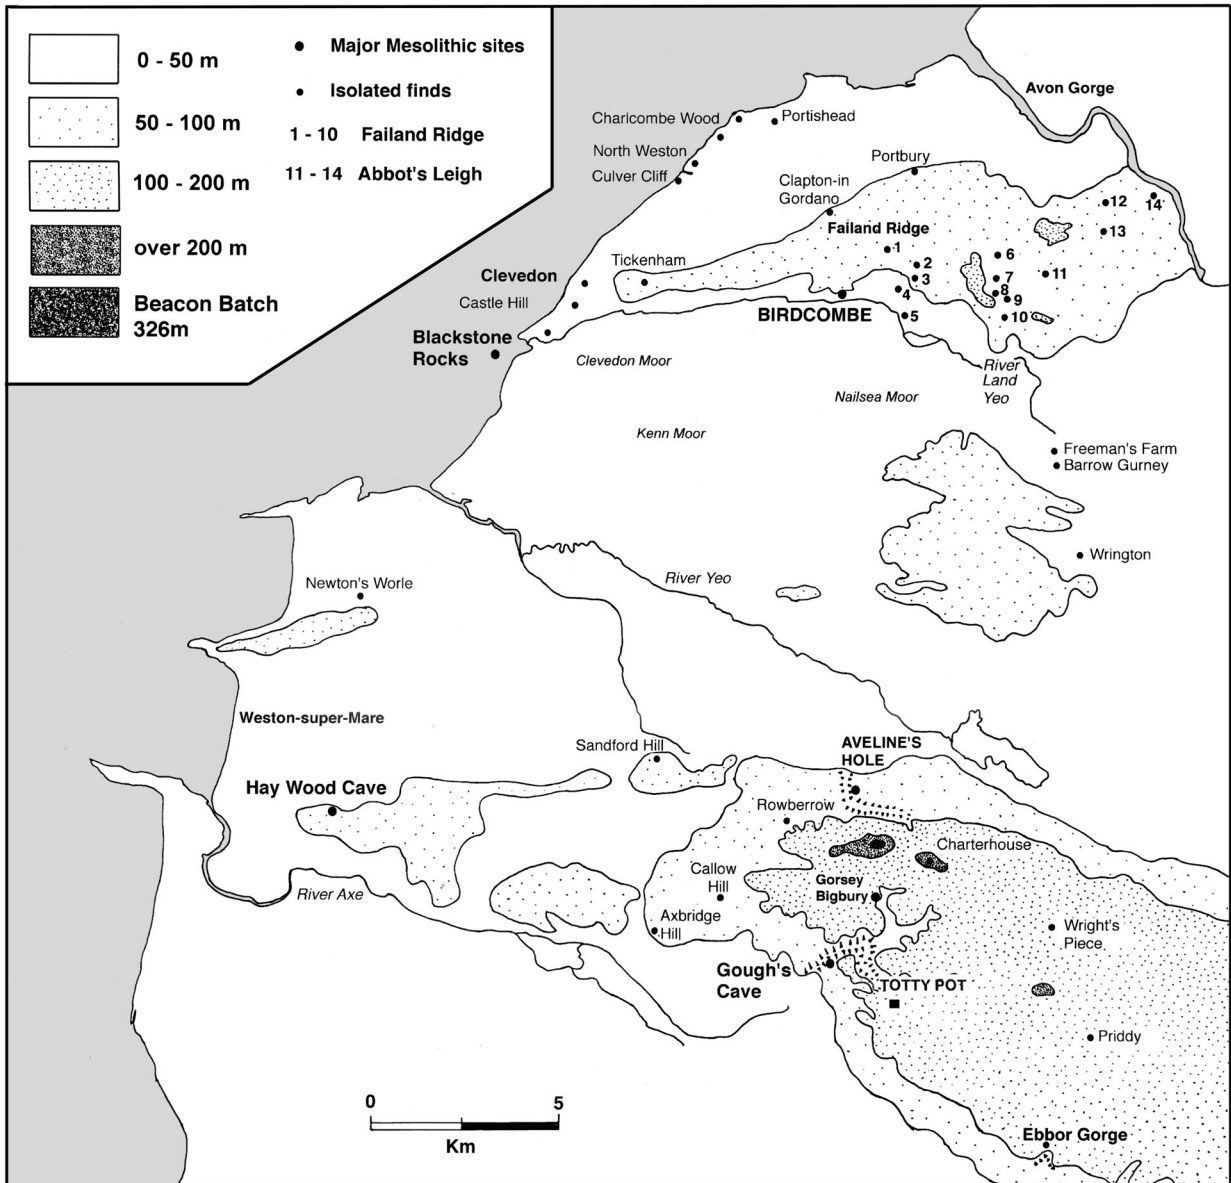 0 - 50 m
50 - 100 m
100 - 200 m
over 200 m
Beacon Batch
326m
Major Mesolithic sites
Isolated finds
1 - 10 Failand Ridge
11 - 14 Abbot's Leigh
Avon Gorge
Charlcombe Wood
Portishead
North Weston
Culver Cliff
Portbury
Clapton-in
Gordano
Failand Ridge
12
14
13
1
2
3
4
5
6
7
8
9
10
11
Tickenham
Clevedon
Castle Hill
BIRDCOMBE
Blackstone
Rocks
Clevedon Moor
River
Land
Yeo
Nailsea Moor
Kenn Moor
Freeman's Farm
Barrow Gurney
Wrington
River Yeo
Newton's Worle
Weston-super-Mare
Sandford Hill
AVELINE'S
HOLE
Hay Wood Cave
Rowberrow
Charterhouse
Callow
Hill
Gorsey
Bigbury
River Axe
Axbridge
Hill
Wright's
Piece
Gough's
Cave
TOTTY POT
Priddy
0
5
Km
Ebbor Gorge